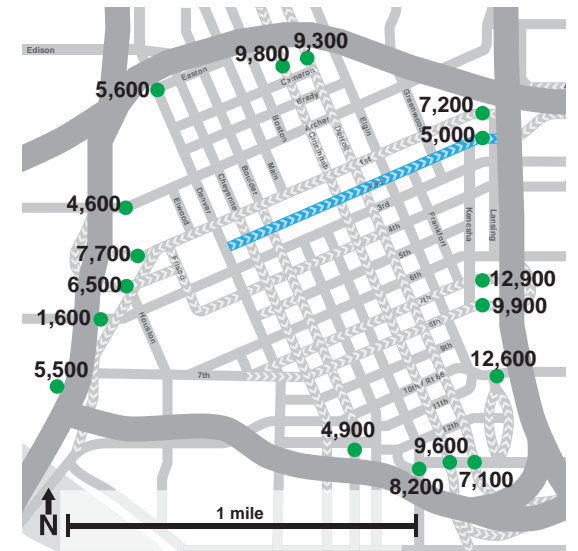 Edison
9,800
9,300
Easton
Cameron
5,600
Brady
Greenwood
7,200
Archer
Elgin
Boston
5,000
Cincinnati
Detroit
1st
Main
Boulder
Cheyenne
2nd
Denver
Elwood
4,600
3rd
Frankfort
Kenosha
Lansing
4th
7,700
5th
Frisco
6,500
6th
12,900
7th
9,900
1,600
Houston
8th
9th
12,600
5,500
7th
10th / Rt 66
11th
4,900
12th
9,600
8,200
7,100
1 mile
N